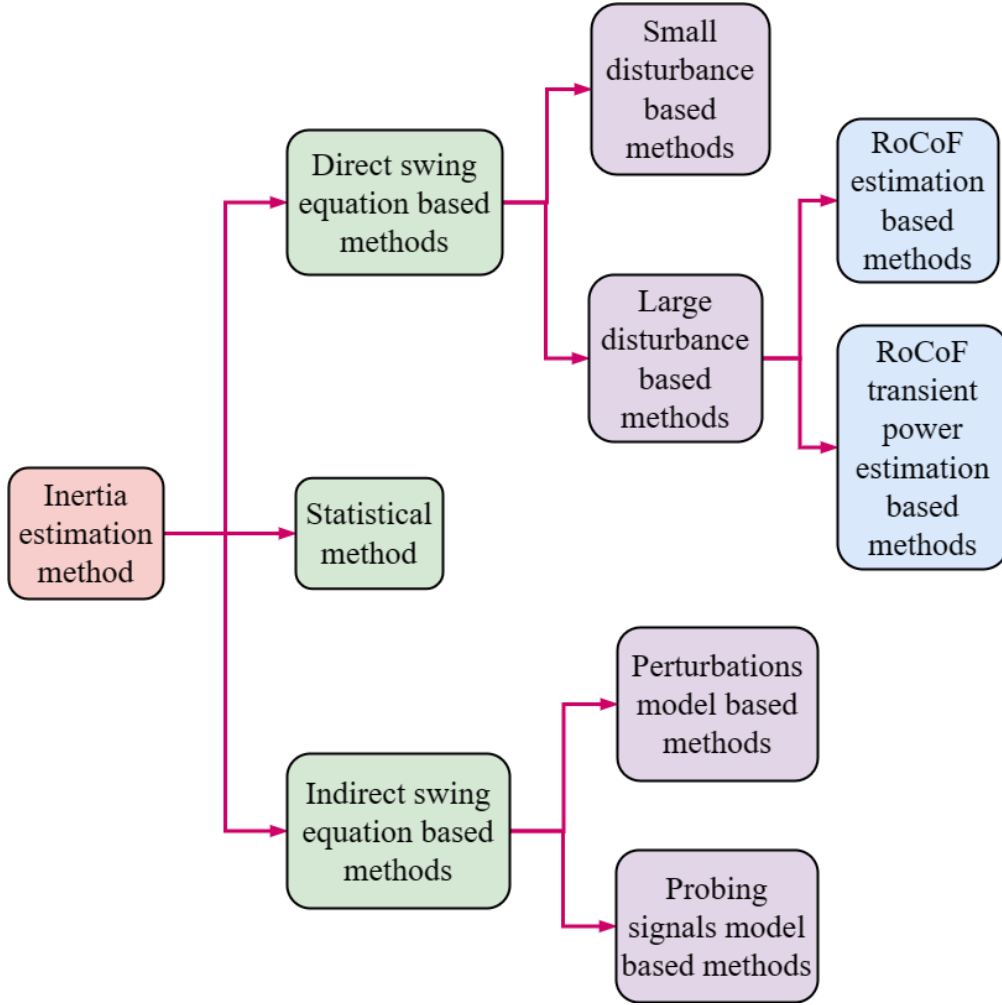 Small
disturbance
based
methods
Direct swing
equation based
methods
RoCoF
estimation
based
methods
Large
disturbance
based
methods
RoCoF
transient
power
estimation
based
methods
Inertia
estimation
method
Statistical
method
Perturbations
model based
methods
Indirect swing
equation based
methods
Probing
signals model
based methods